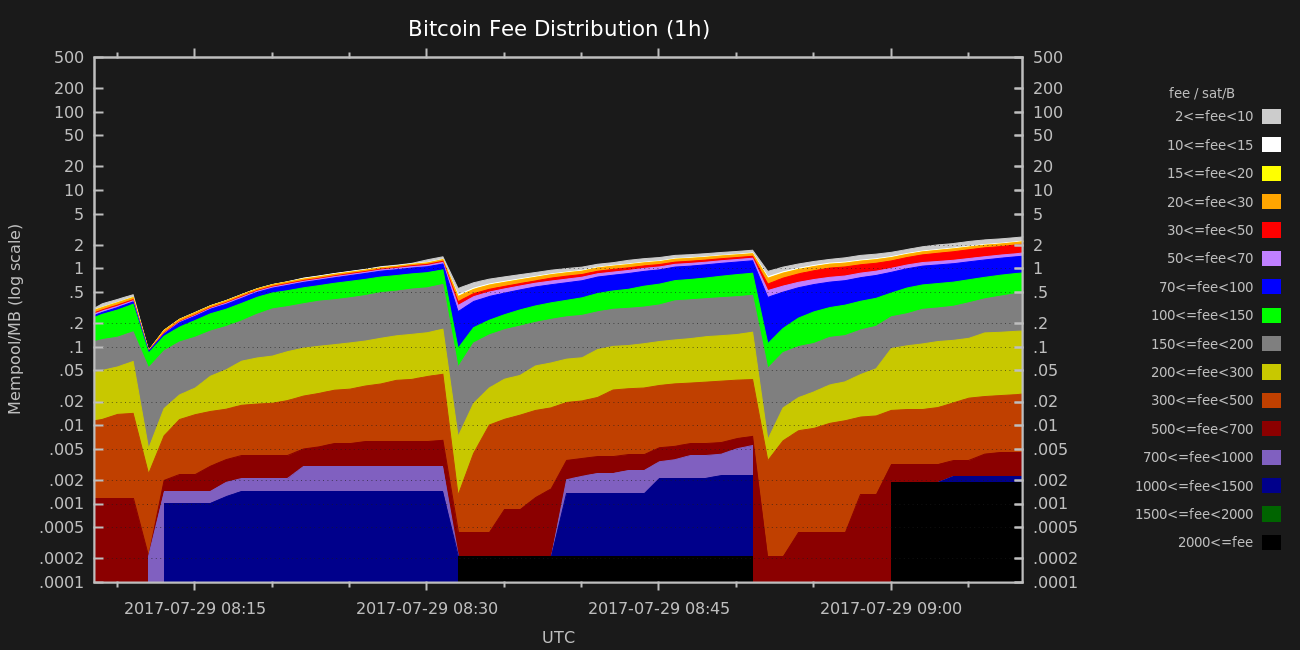 Bitcoin Fee Distribution (1h)
Mempool/MB (log scale)
500
200
100
50
20
10
5
2
1
.5
.2
.1
.05
.02
.01
.005
.002
.001
.0005
.0002
.0001
500
200
100
50
20
10
5
2
1
.5
.2
.1
.05
.02
.01
.005
.002
.001
.0005
.0002
.0001
2017-07-29 08:15 2017-07-29 08:30 2017-07-29 08:45 2017-07-29 09:00
UTC
fee / sat/B
2<=fee<10
10<=fee<15
15<=fee<20
20<=fee<30
30<=fee<50
50<=fee<70
70<=fee<100
100<=fee<150
150<=fee<200
200<=fee<300
300<=fee<500
500<=fee<700
700<=fee<1000
1000<=fee<1500
1500<=fee<2000
2000<=fee